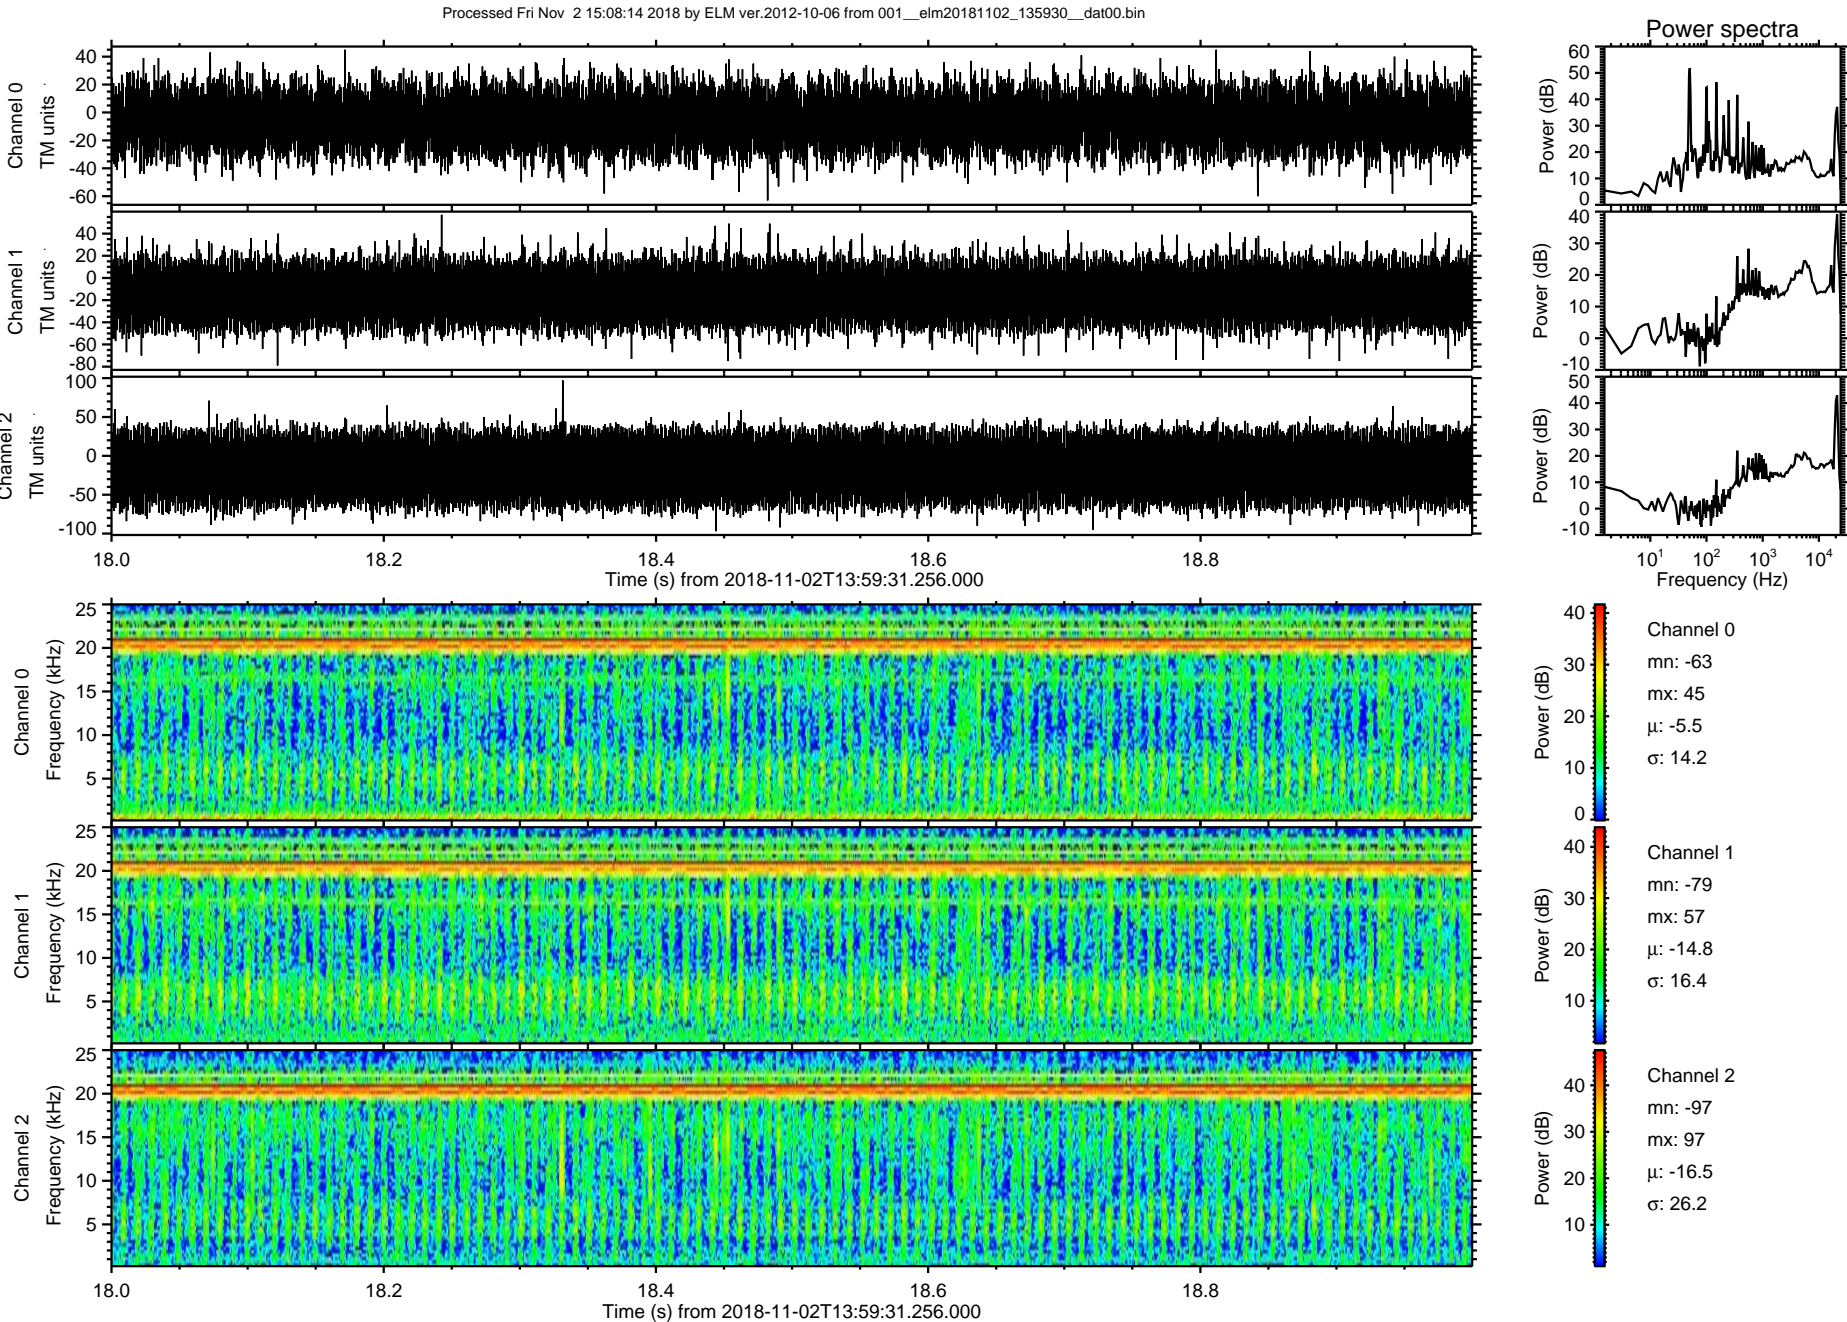 Processed Fri Nov  2 15:08:14 2018 by ELM ver.2012-10-06 from 001__elm20181102_135930__dat00.bin
Power spectra
Channel 0
TM units
40
20
0
-20
-40
-60
Power (dB)
60
50
40
30
20
10
0
Channel 1
TM units
40
20
0
-20
-40
-60
-80
Power (dB)
40
30
20
10
0
-10
Channel 2
TM units
100
50
0
-50
-100
Power (dB)
50
40
30
20
10
0
-10
18.0 18.2 18.4 18.6 18.8
Time (s) from 2018-11-02T13:59:31.256.000
10^1 10^2 10^3 10^4
Frequency (Hz)
Channel 0
Frequency (kHz)
25
20
15
10
5
Power (dB)
40
30
20
10
0
Channel 0
mn: -63
mx: 45
μ: -5.5
σ: 14.2
Channel 1
Frequency (kHz)
25
20
15
10
5
Power (dB)
40
30
20
10
Channel 1
mn: -79
mx: 57
μ: -14.8
σ: 16.4
Channel 2
Frequency (kHz)
25
20
15
10
5
Power (dB)
40
30
20
10
Channel 2
mn: -97
mx: 97
μ: -16.5
σ: 26.2
18.0 18.2 18.4 18.6 18.8
Time (s) from 2018-11-02T13:59:31.256.000